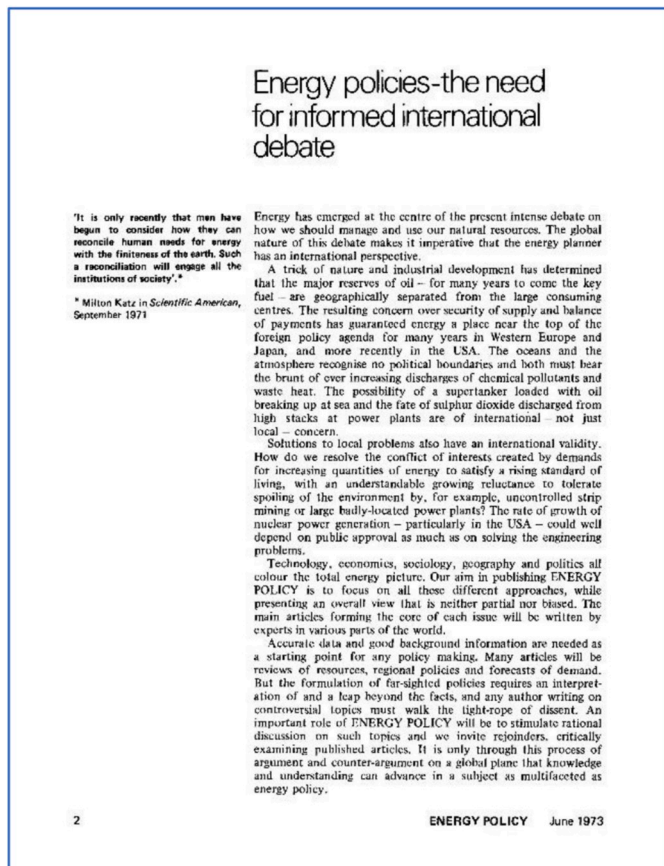 Energy policies-the need
for informed international
debate
'It is only recently that men have
begun to consider how they can
reconcile human needs for energy
with the finiteness of the earth. Such
a reconciliation will engage all the
institutions of society'.*
* Milton Katz in Scientific American,
September 1971
Energy has emerged at the centre of the present intense debate on
how we should manage and use our natural resources. The global
nature of this debate makes it imperative that the energy planner
has an international perspective.
A trick of nature and industrial development has determined
that the major reserves of oil – for many years to come the key
fuel – are geographically separated from the large consuming
centres. The resulting concern over security of supply and balance
of payments has guaranteed energy a place near the top of the
foreign policy agenda for many years in Western Europe and
Japan, and more recently in the USA. The oceans and the
atmosphere recognise no political boundaries and both must bear
the brunt of ever increasing discharges of chemical pollutants and
waste heat. The possibility of a supertanker loaded with oil
breaking up at sea and the fate of sulphur dioxide discharged from
high stacks at power plants are of international – not just
local – concern.
Solutions to local problems also have an international validity.
How do we resolve the conflict of interests created by demands
for increasing quantities of energy to satisfy a rising standard of
living, with an understandable growing reluctance to tolerate
spoiling of the environment by, for example, uncontrolled strip
mining or large badly-located power plants? The rate of growth of
nuclear power generation – particularly in the USA – could well
depend on public approval as much as on solving the engineering
problems.
Technology, economics, sociology, geography and politics all
colour the total energy picture. Our aim in publishing ENERGY
POLICY is to focus on all these different approaches, while
presenting an overall view that is neither partial nor biased. The
main articles forming the core of each issue will be written by
experts in various parts of the world.
Accurate data and good background information are needed as
a starting point for any policy making. Many articles will be
reviews of resources, regional policies and forecasts of demand.
But the formulation of far-sighted policies requires an interpret-
ation of and a leap beyond the facts, and any author writing on
controversial topics must walk the tight-rope of dissent. An
important role of ENERGY POLICY will be to stimulate rational
discussion on such topics and we invite rejoinders, critically
examining published articles. It is only through this process of
argument and counter-argument on a global plane that knowledge
and understanding can advance in a subject as multifaceted as
energy policy.
2
ENERGY POLICY June 1973